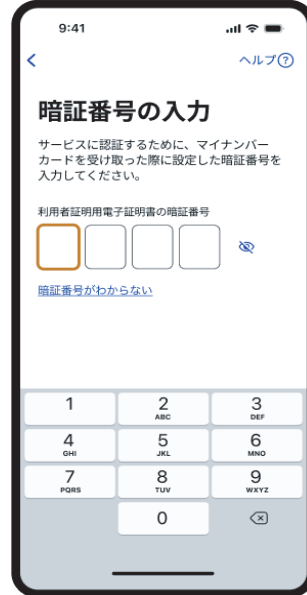 9:41
ヘルプ?
暗証番号の入力
サービスに認証するために、マイナンバー
カードを受け取った際に設定した暗証番号を
入力してください。
利用者証明用電子証明書の暗証番号
暗証番号がわからない
1 2 3
ABC DEF
4 5 6
GHI JKL MNO
7 8 9
PQRS TUV WXYZ
0